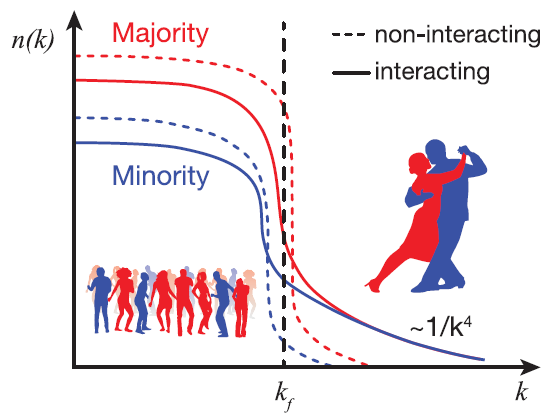 n(k)
Majority
Minority
non-interacting
interacting
~1/k⁴
k_f
k